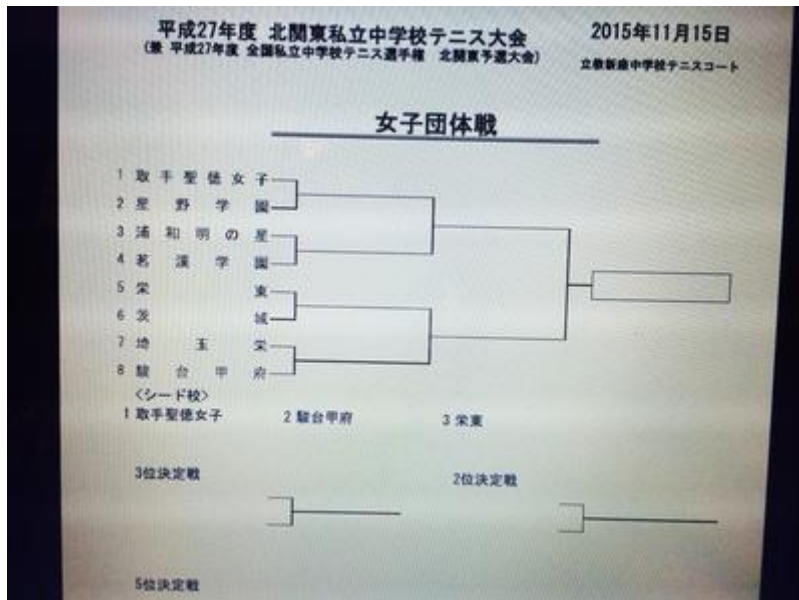 平成27年度 北関東私立中学校テニス大会 2015年11月15日
(兼 平成27年度 全国私立中学校テニス選手権 北関東予選大会) 立教新座中学校テニスコート
女子団体戦
1 取手聖徳女子
2 星野学園
3 浦和明の星
4 茗溪学園
5 栄東
6 茨城
7 埼玉栄
8 駿台甲府
<シード校>
1 取手聖徳女子 2 駿台甲府 3 栄東
3位決定戦 2位決定戦
5位決定戦